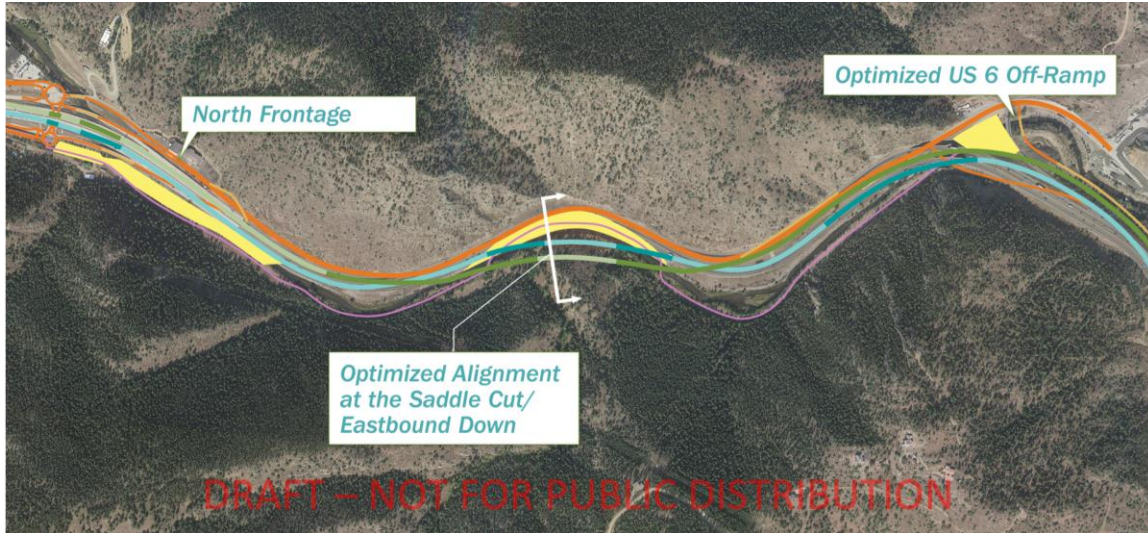 Optimized US 6 Off-Ramp
North Frontage
Optimized Alignment
at the Saddle Cut/
Eastbound Down
DRAFT – NOT FOR PUBLIC DISTRIBUTION